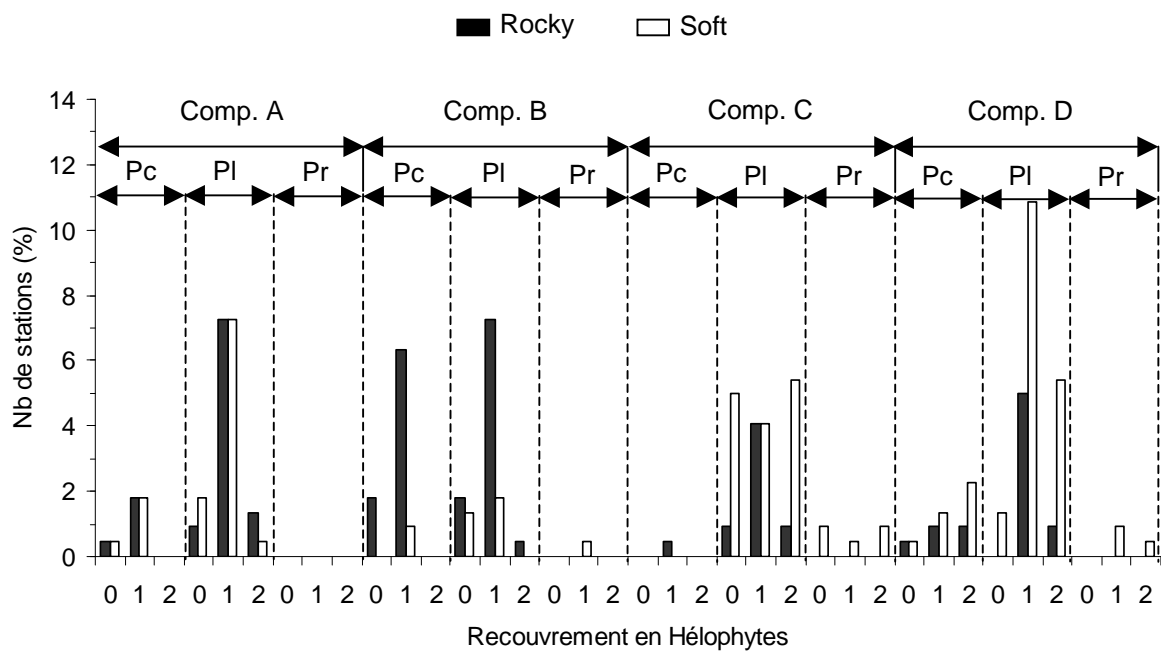 Rocky Soft
14
12
10
8
6
4
2
0
Nb de stations (%)
Comp. A Comp. B Comp. C Comp. D
Pc Pl Pr Pc Pl Pr Pc Pl Pr Pc Pl Pr
0 1 2 0 1 2 0 1 2 0 1 2 0 1 2 0 1 2 0 1 2 0 1 2 0 1 2 0 1 2 0 1 2 0 1 2
Recouvrement en Hélophytes